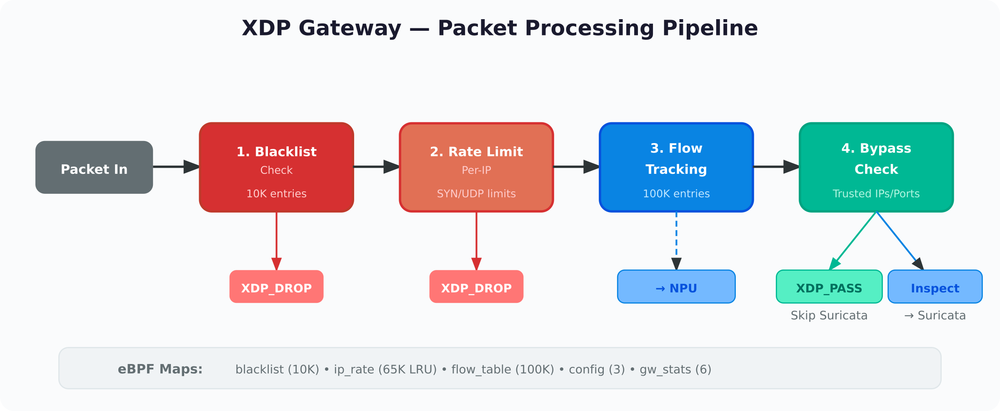 XDP Gateway — Packet Processing Pipeline
Packet In
1. Blacklist
Check
10K entries
2. Rate Limit
Per-IP
SYN/UDP limits
3. Flow
Tracking
100K entries
4. Bypass
Check
Trusted IPs/Ports
XDP_DROP
XDP_DROP
→ NPU
XDP_PASS
Inspect
Skip Suricata
→ Suricata
eBPF Maps: blacklist (10K) • ip_rate (65K LRU) • flow_table (100K) • config (3) • gw_stats (6)